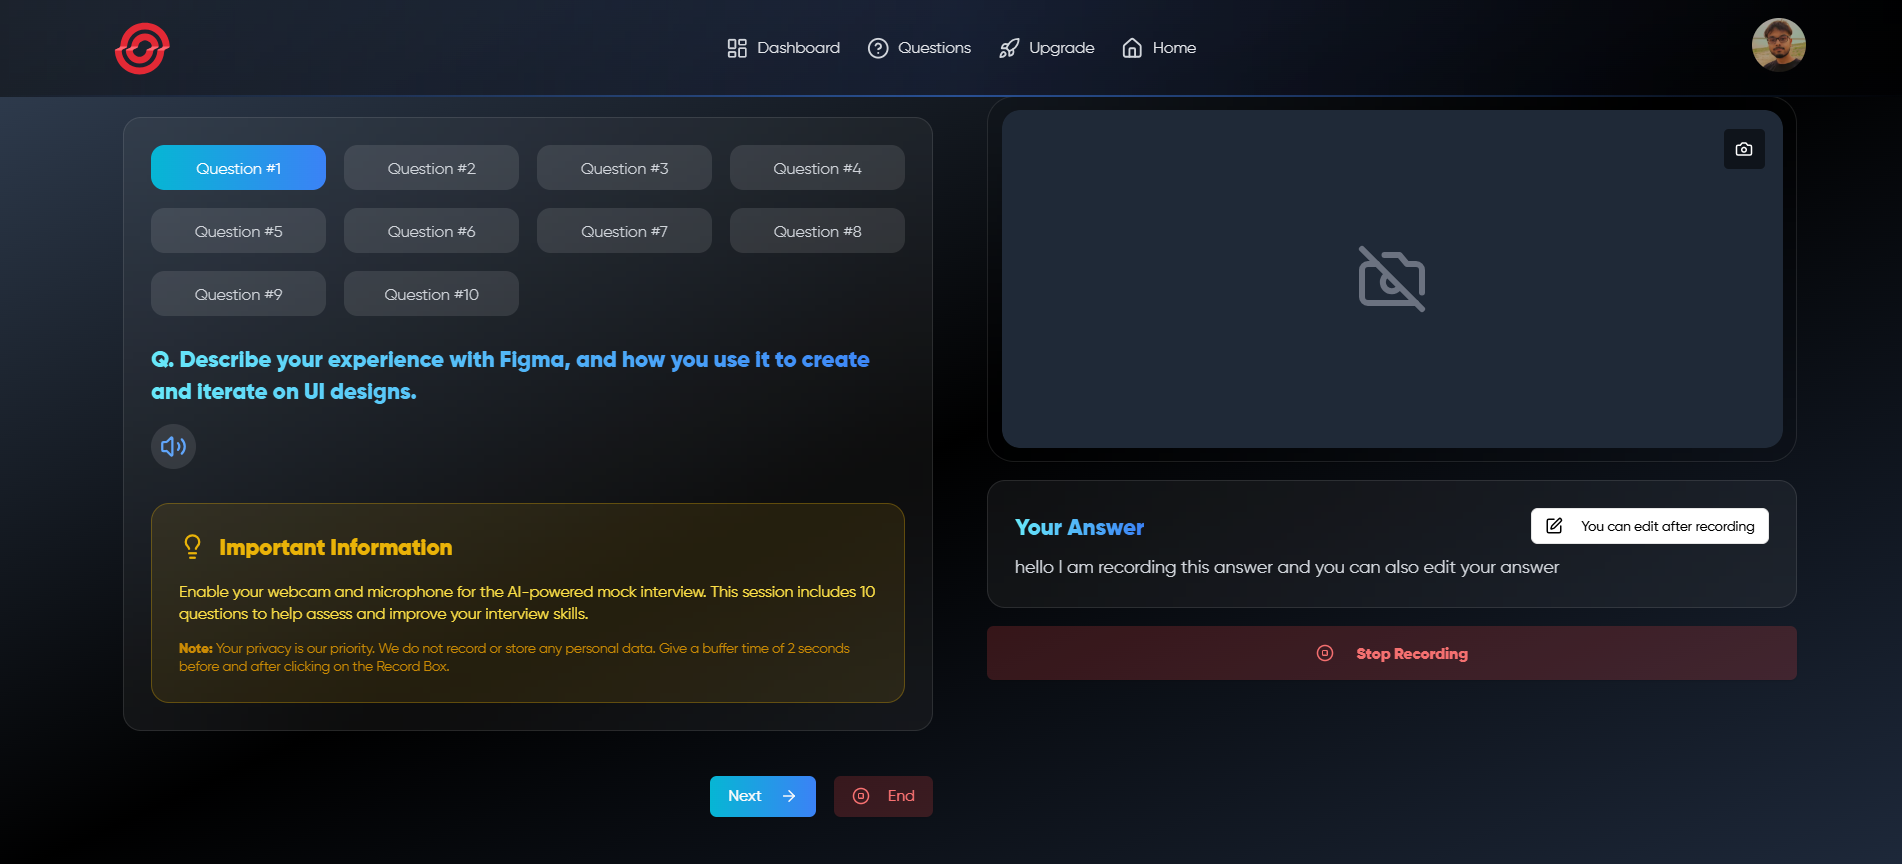 Dashboard
Questions
Upgrade
Home
Question #1
Question #2
Question #3
Question #4
Question #5
Question #6
Question #7
Question #8
Question #9
Question #10
Q. Describe your experience with Figma, and how you use it to create
and iterate on UI designs.
Important Information
Enable your webcam and microphone for the AI-powered mock interview. This session includes 10
questions to help assess and improve your interview skills.
Note: Your privacy is our priority. We do not record or store any personal data. Give a buffer time of 2 seconds
before and after clicking on the Record Box.
Next
End
Your Answer
You can edit after recording
hello I am recording this answer and you can also edit your answer
Stop Recording